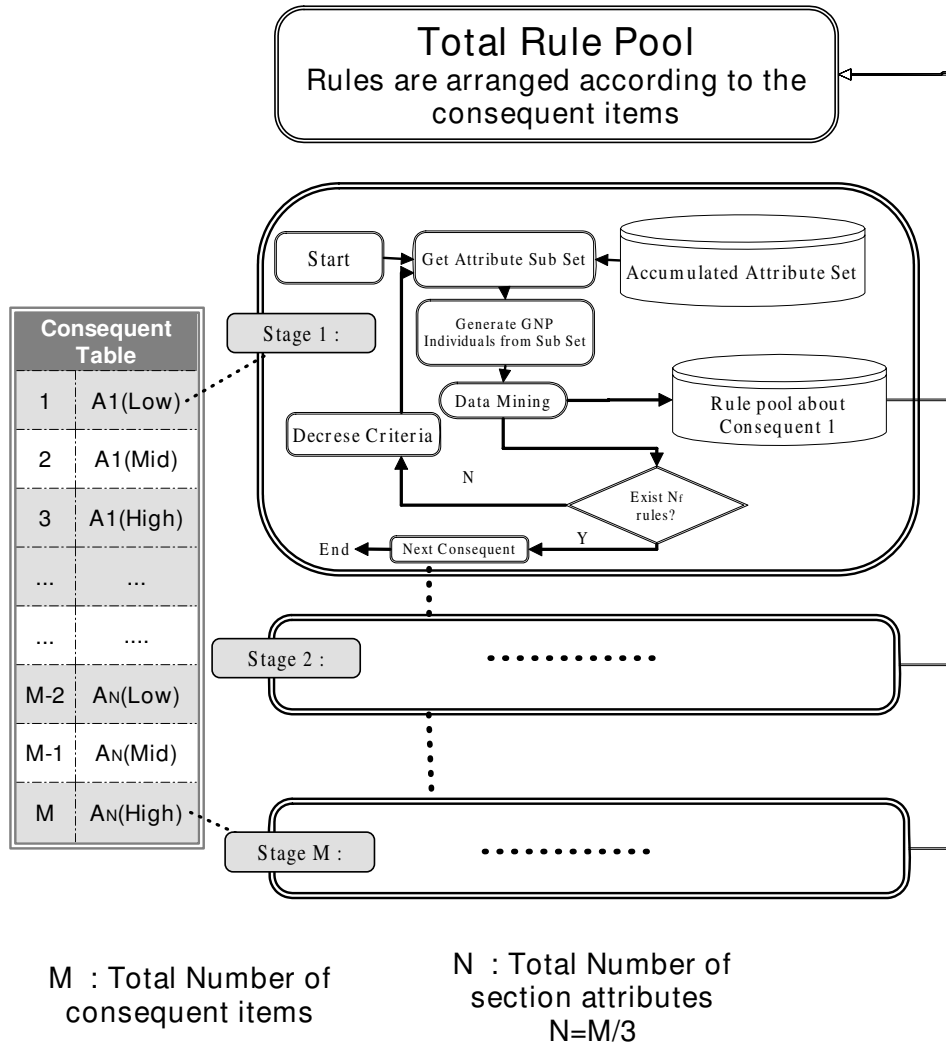 Total Rule Pool
Rules are arranged according to the
consequent items
Start
Get Attribute Sub Set
Accumulated Attribute Set
Stage 1 :
Generate GNP
Individuals from Sub Set
Data Mining
Rule pool about
Consequent 1
Decrese Criteria
N
Exist Nf
rules?
Y
End
Next Consequent
Consequent
Table
1 A1(Low)
2 A1(Mid)
3 A1(High)
... ...
... ....
M-2 AN(Low)
M-1 AN(Mid)
M AN(High)
Stage 2 :
Stage M :
M : Total Number of
consequent items
N : Total Number of
section attributes
N=M/3